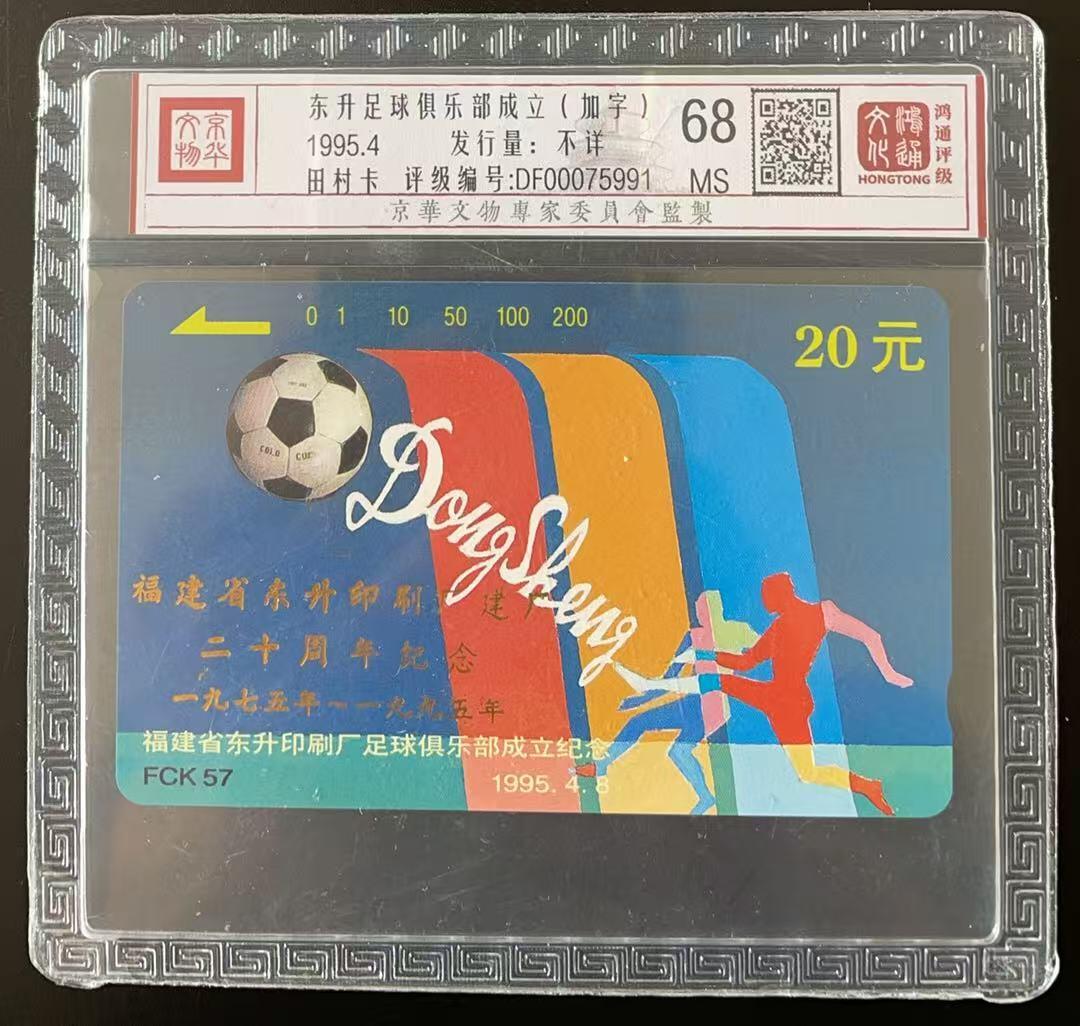 京华文物
东升足球俱乐部成立（加字）
1995.4 发行量：不详
田村卡 评级编号:DF00075991
68
MS
鸿通文化
HONGTONG
鸿通评级
京華文物專家委員會監製
0 1 10 50 100 200
20元
COLO
DongSheng
福建省东升印刷厂建厂
二十周年纪念
一九七五年~一九九五年
福建省东升印刷厂足球俱乐部成立纪念
FCK 57
1995.4.8